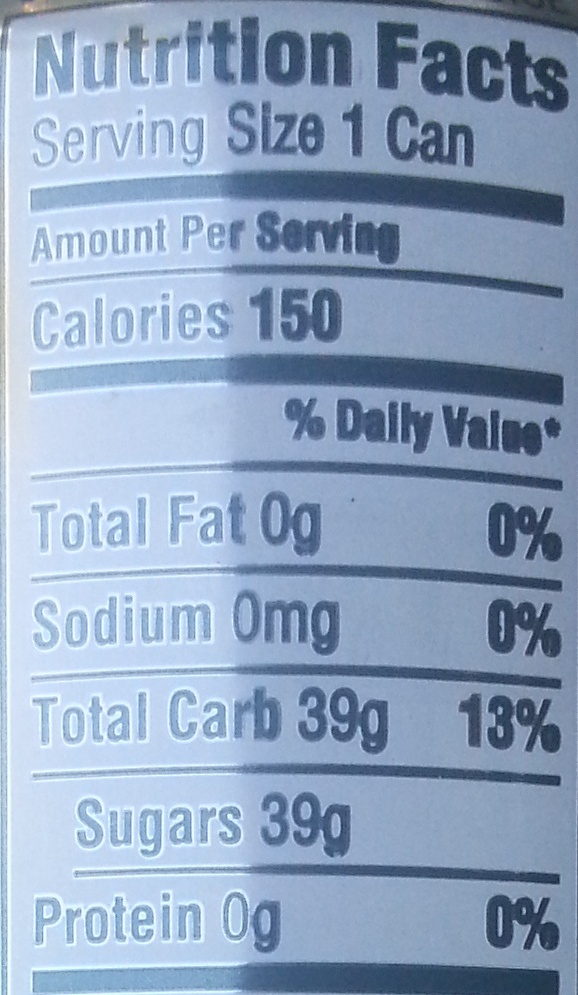 Nutrition Facts
Serving Size 1 Can
Amount Per Serving
Calories 150
% Daily Value*
Total Fat 0g 0%
Sodium 0mg 0%
Total Carb 39g 13%
Sugars 39g
Protein 0g 0%